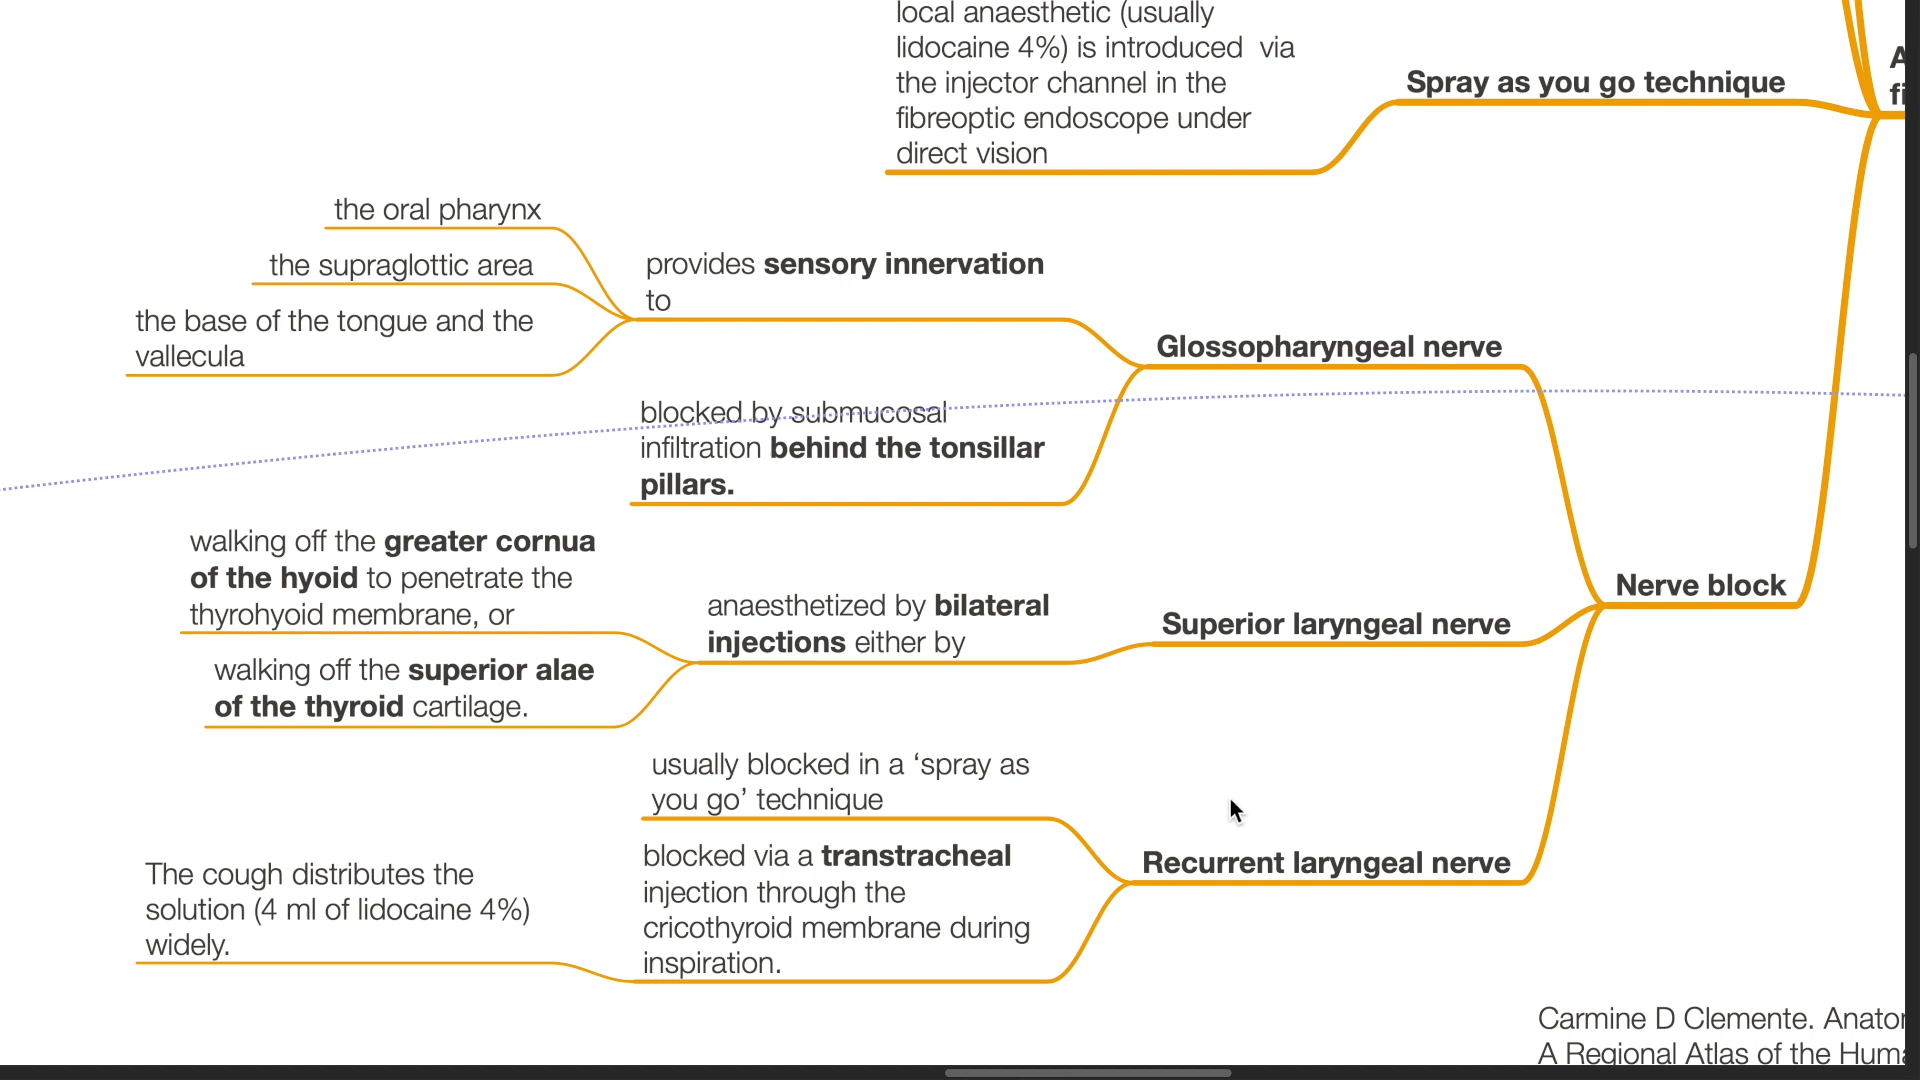 local anaesthetic (usually
lidocaine 4%) is introduced  via
the injector channel in the
fibreoptic endoscope under
direct vision
Spray as you go technique
the oral pharynx
the supraglottic area
the base of the tongue and the
vallecula
provides sensory innervation
to
Glossopharyngeal nerve
blocked by submucosal
infiltration behind the tonsillar
pillars.
walking off the greater cornua
of the hyoid to penetrate the
thyrohyoid membrane, or
walking off the superior alae
of the thyroid cartilage.
anaesthetized by bilateral
injections either by
Superior laryngeal nerve
Nerve block
usually blocked in a ‘spray as
you go’ technique
blocked via a transtracheal
injection through the
cricothyroid membrane during
inspiration.
Recurrent laryngeal nerve
The cough distributes the
solution (4 ml of lidocaine 4%)
widely.
Carmine D Clemente.
A Regional Atlas of the